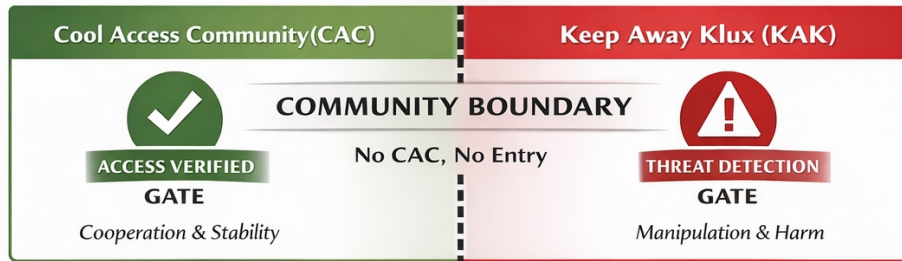 Cool Access Community(CAC)
Keep Away Klux (KAK)
COMMUNITY BOUNDARY
No CAC, No Entry
ACCESS VERIFIED
GATE
Cooperation & Stability
THREAT DETECTION
GATE
Manipulation & Harm